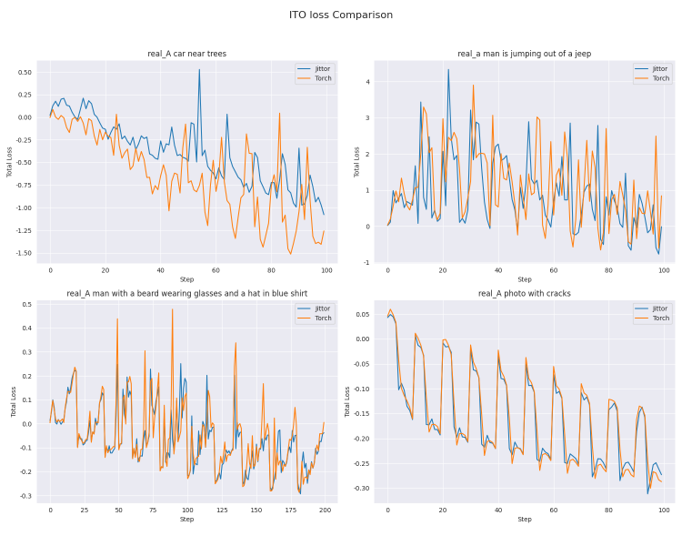 ITO loss Comparison
real_A car near trees
Jittor
Torch
Total Loss
0.50
0.25
0.00
-0.25
-0.50
-0.75
-1.00
-1.25
-1.50
0 20 40 60 80 100
Step
real_a man is jumping out of a jeep
Jittor
Torch
Total Loss
4
3
2
1
0
-1
0 20 40 60 80 100
Step
real_A man with a beard wearing glasses and a hat in blue shirt
Jittor
Torch
Total Loss
0.5
0.4
0.3
0.2
0.1
0.0
-0.1
-0.2
-0.3
0 25 50 75 100 125 150 175 200
Step
real_A photo with cracks
Jittor
Torch
Total Loss
0.05
0.00
-0.05
-0.10
-0.15
-0.20
-0.25
-0.30
0 20 40 60 80 100
Step